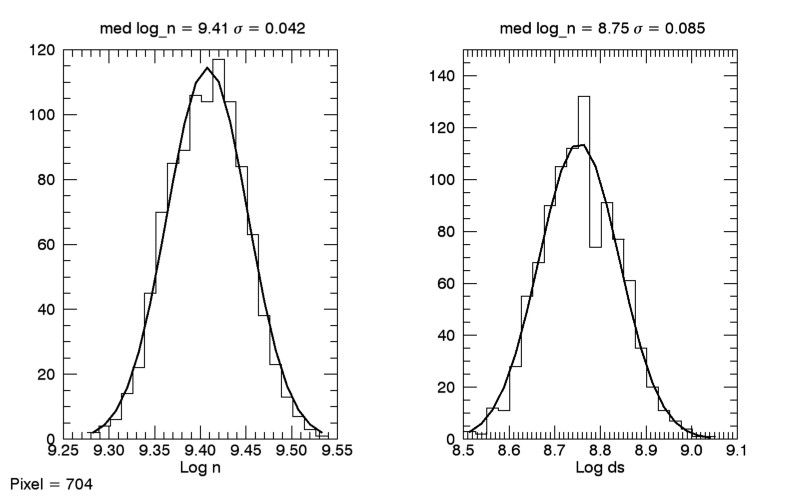 med log_n = 9.41 σ = 0.042
med log_n = 8.75 σ = 0.085
120
100
80
60
40
20
0
9.25 9.30 9.35 9.40 9.45 9.50 9.55
Log n
140
120
100
80
60
40
20
0
8.5 8.6 8.7 8.8 8.9 9.0 9.1
Log ds
Pixel = 704